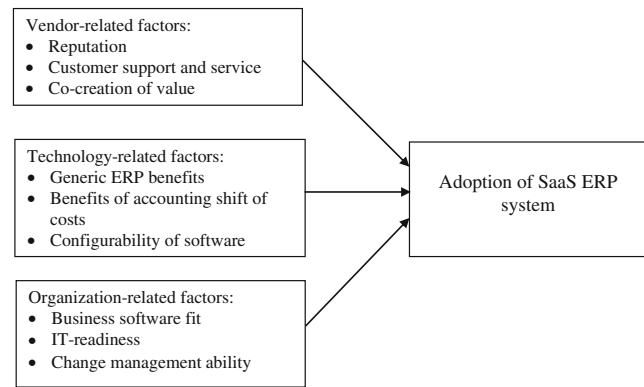 Vendor-related factors:
• Reputation
• Customer support and service
• Co-creation of value
Technology-related factors:
• Generic ERP benefits
• Benefits of accounting shift of
costs
• Configurability of software
Organization-related factors:
• Business software fit
• IT-readiness
• Change management ability
Adoption of SaaS ERP
system